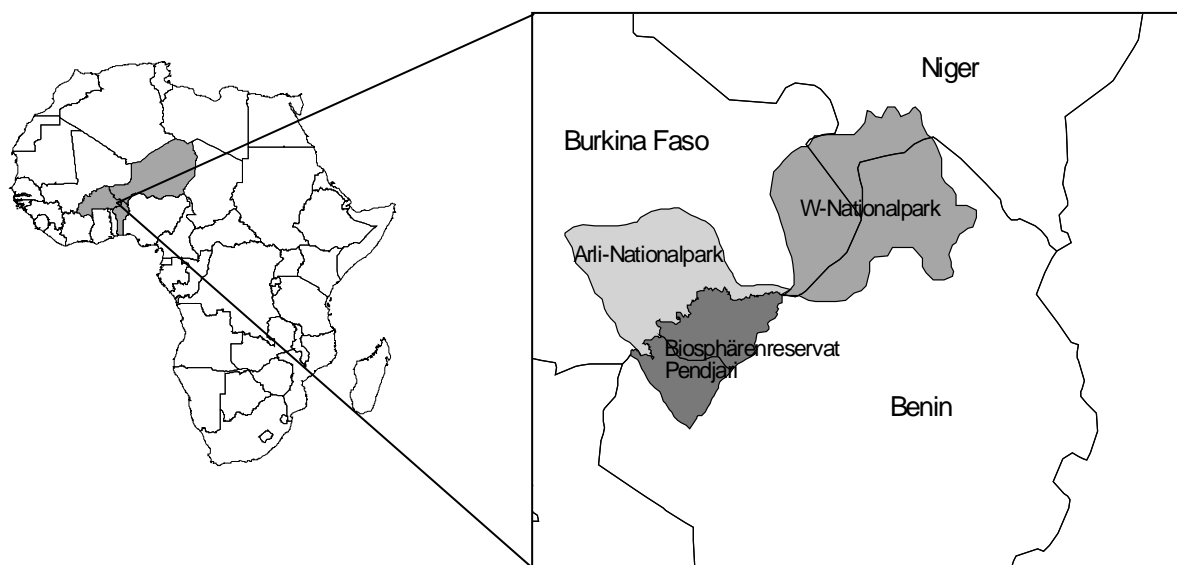 Niger
Burkina Faso
W-Nationalpark
Arli-Nationalpark
Biosphärenreservat
Pendjari
Benin